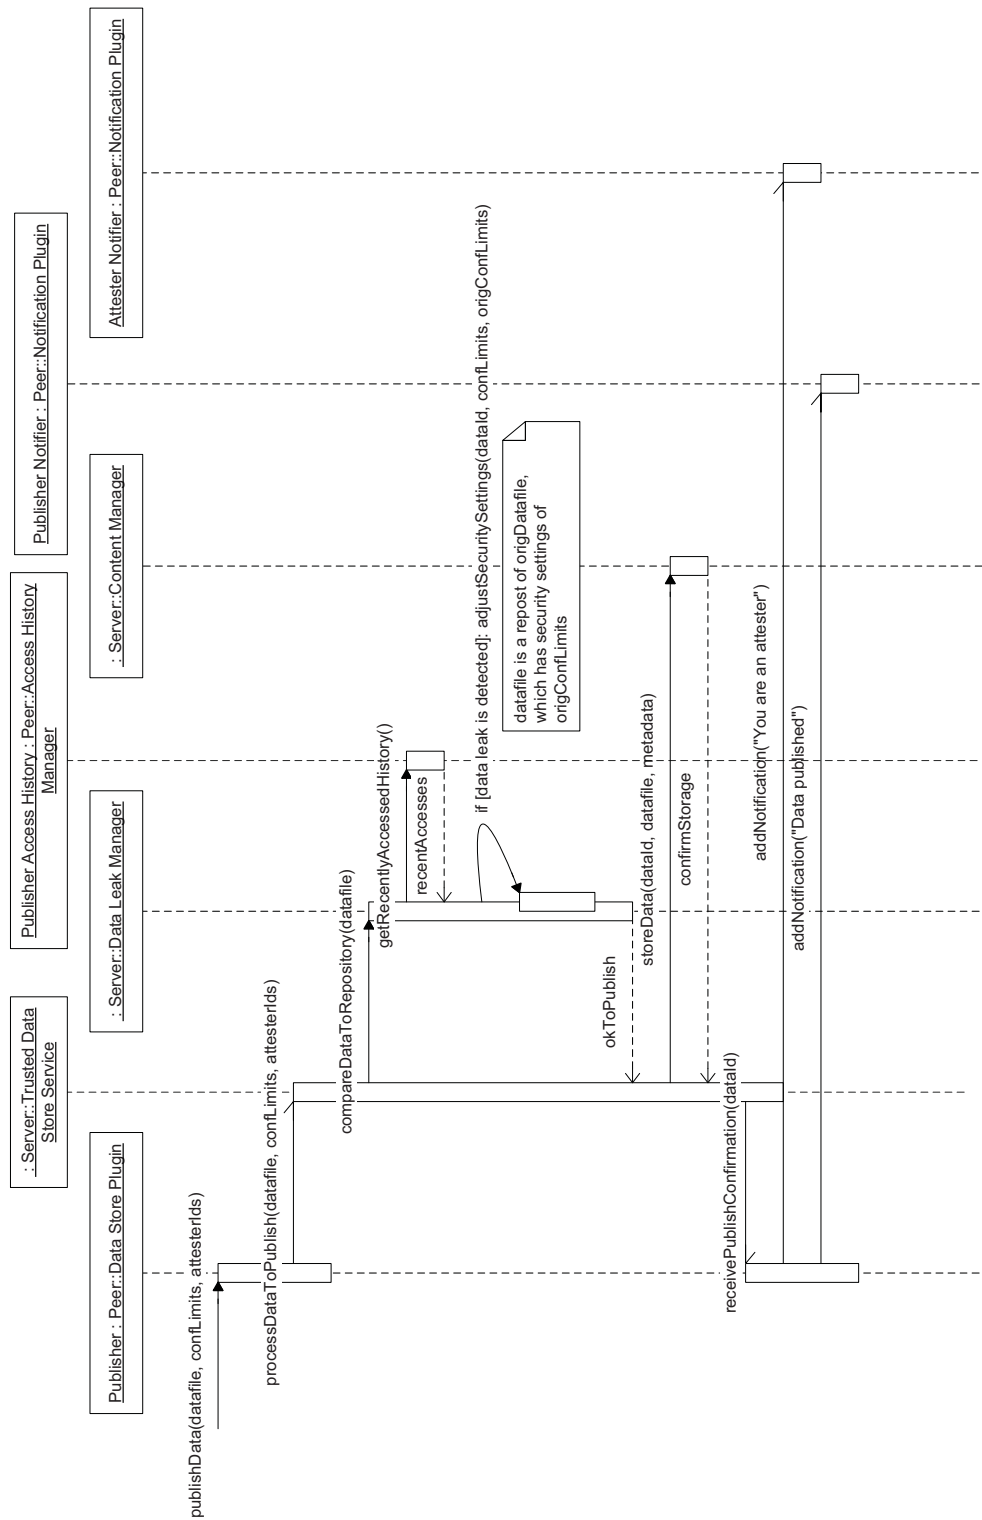 Publisher : Peer::Data Store Plugin
: Server::Trusted Data
Store Service
: Server::Data Leak Manager
Publisher Access History : Peer::Access History
Manager
: Server::Content Manager
Publisher Notifier : Peer::Notification Plugin
Attester Notifier : Peer::Notification Plugin
publishData(datafile, confLimits, attesterIds)
processDataToPublish(datafile, confLimits, attesterIds)
compareDataToRepository(datafile)
getRecentlyAccessedHistory()
recentAccesses
if [data leak is detected]: adjustSecuritySettings(dataId, confLimits, origConfLimits)
datafile is a repost of origDatafile,
which has security settings of
origConfLimits
okToPublish
storeData(dataId, datafile, metadata)
confirmStorage
receivePublishConfirmation(dataId)
addNotification("You are an attester")
addNotification("Data published")